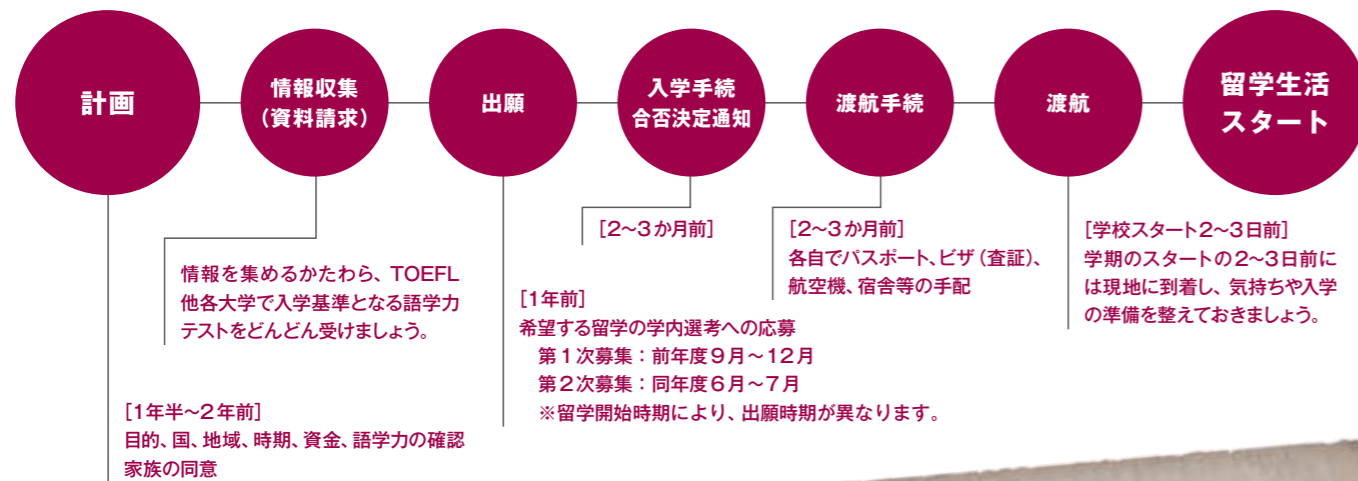 計画
情報収集
（資料請求）
出願
入学手続
合否決定通知
渡航手続
渡航
留学生活
スタート
[1年半〜2年前]
目的、国、地域、時期、資金、語学力の確認
家族の同意
情報を集めるかたわら、TOEFL
他各大学で入学基準となる語学力
テストをどんどん受けましょう。
[1年前]
希望する留学の学内選考への応募
第1次募集：前年度9月〜12月
第2次募集：同年度6月〜7月
※留学開始時期により、出願時期が異なります。
[2〜3か月前]
[2〜3か月前]
各自でパスポート、ビザ（査証）、
航空機、宿舎等の手配
[学校スタート2〜3日前]
学期のスタートの2〜3日前に
は現地に到着し、気持ちや入学
の準備を整えておきましょう。